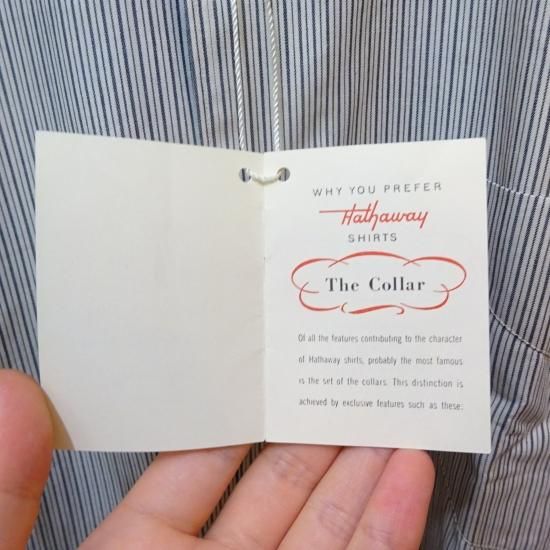 WHY YOU PREFER
Hathaway
SHIRTS
The Collar
Of all the features contributing to the character
of Hathaway shirts, probably the most famous
is the set of the collars. This distinction is
achieved by exclusive features such as these: